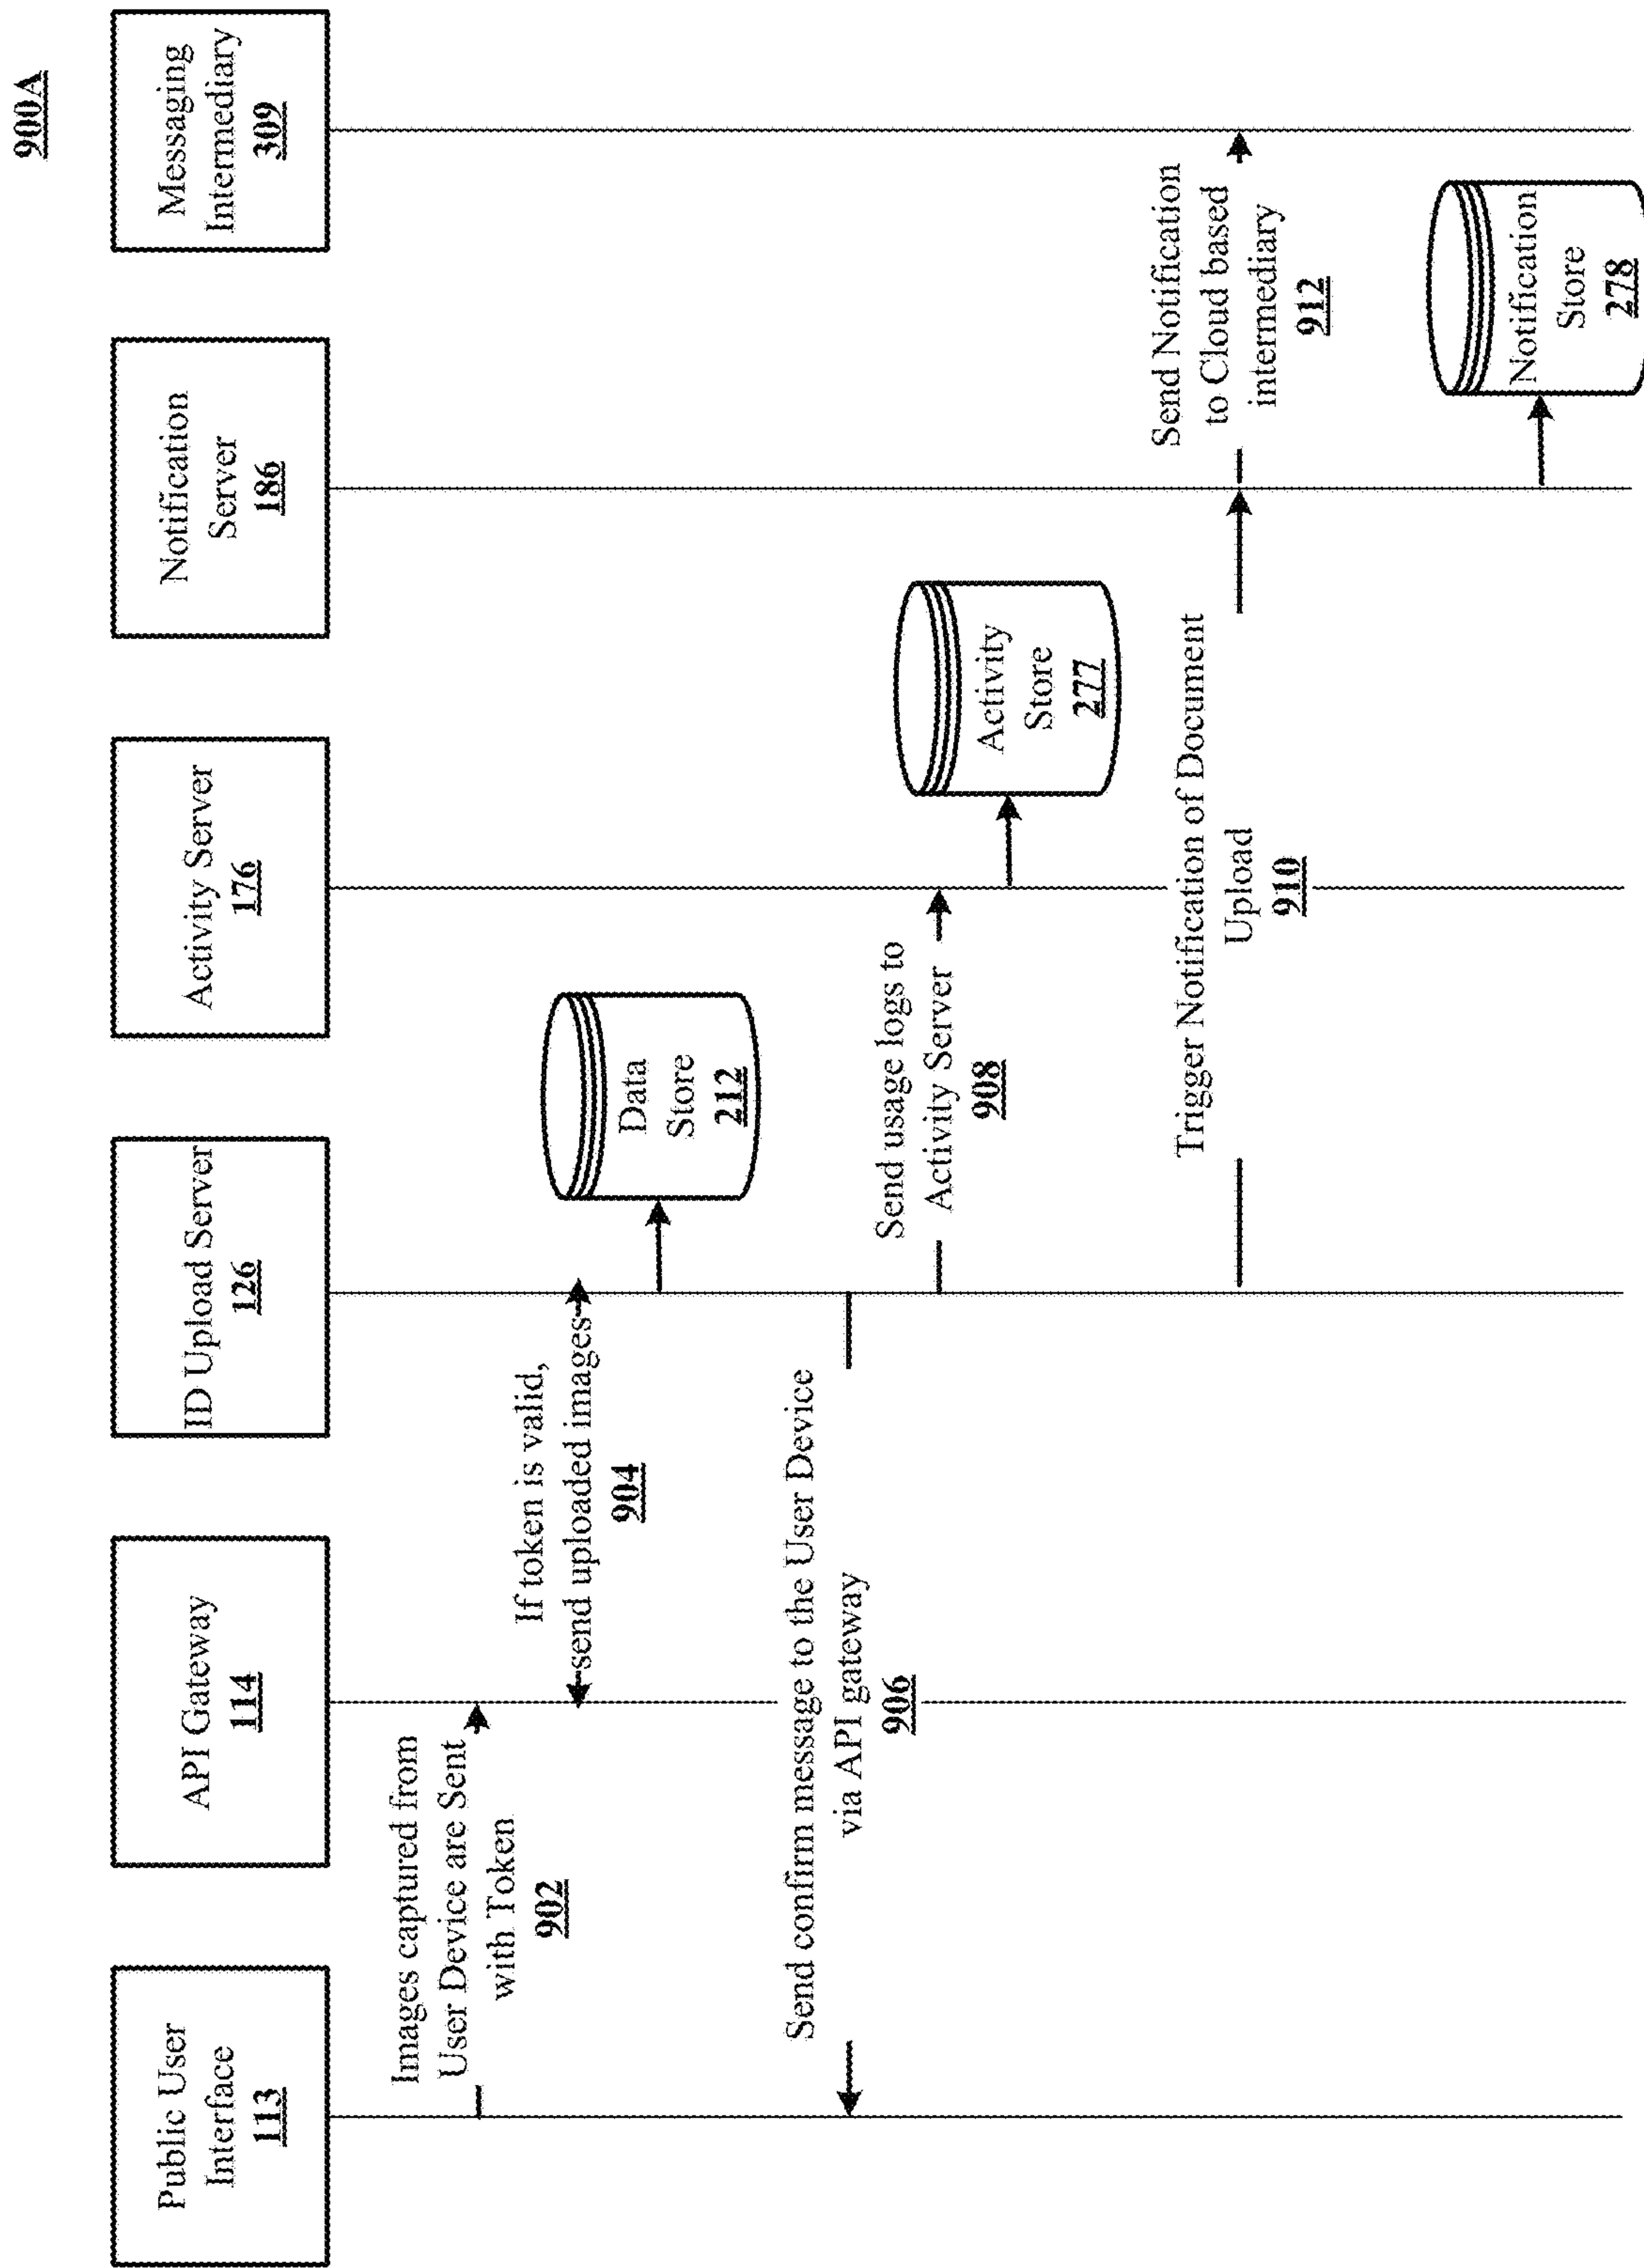 900A
Public User
Interface
113
API Gateway
114
ID Upload Server
126
Activity Server
176
Notification
Server
186
Messaging
Intermediary
309
Images captured from
User Device are Sent
with Token
902
If token is valid,
send uploaded images
904
Data
Store
212
Send confirm message to the User Device
via API gateway
906
Send usage logs to
Activity Server
908
Activity
Store
277
Trigger Notification of Document
Upload
910
Send Notification
to Cloud based
intermediary
912
Notification
Store
278